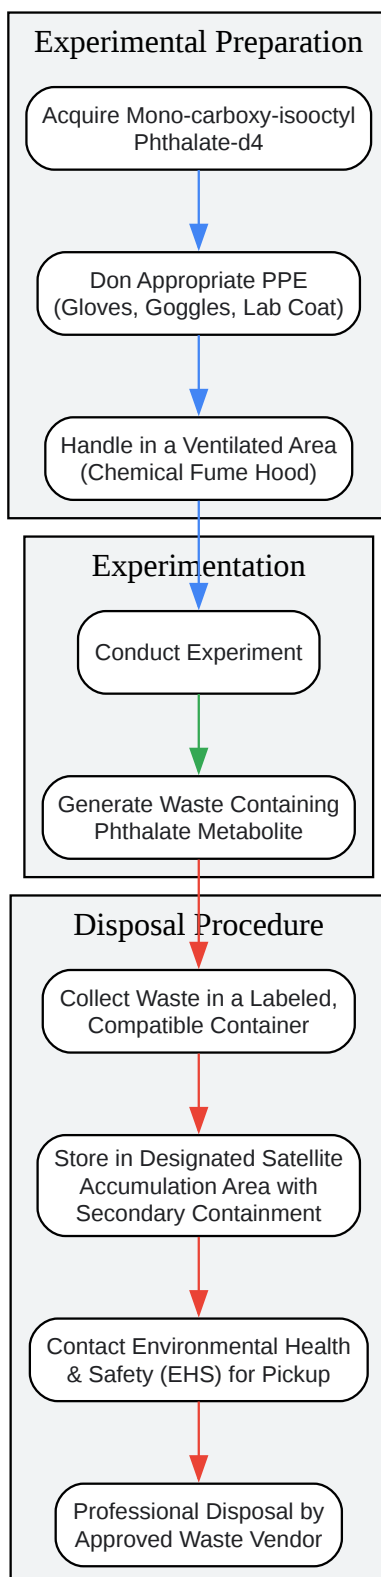 Experimental Preparation
Acquire Mono-carboxy-isooctyl
Phthalate-d4
Don Appropriate PPE
(Gloves, Goggles, Lab Coat)
Handle in a Ventilated Area
(Chemical Fume Hood)
Experimentation
Conduct Experiment
Generate Waste Containing
Phthalate Metabolite
Disposal Procedure
Collect Waste in a Labeled,
Compatible Container
Store in Designated Satellite
Accumulation Area with
Secondary Containment
Contact Environmental Health
& Safety (EHS) for Pickup
Professional Disposal by
Approved Waste Vendor